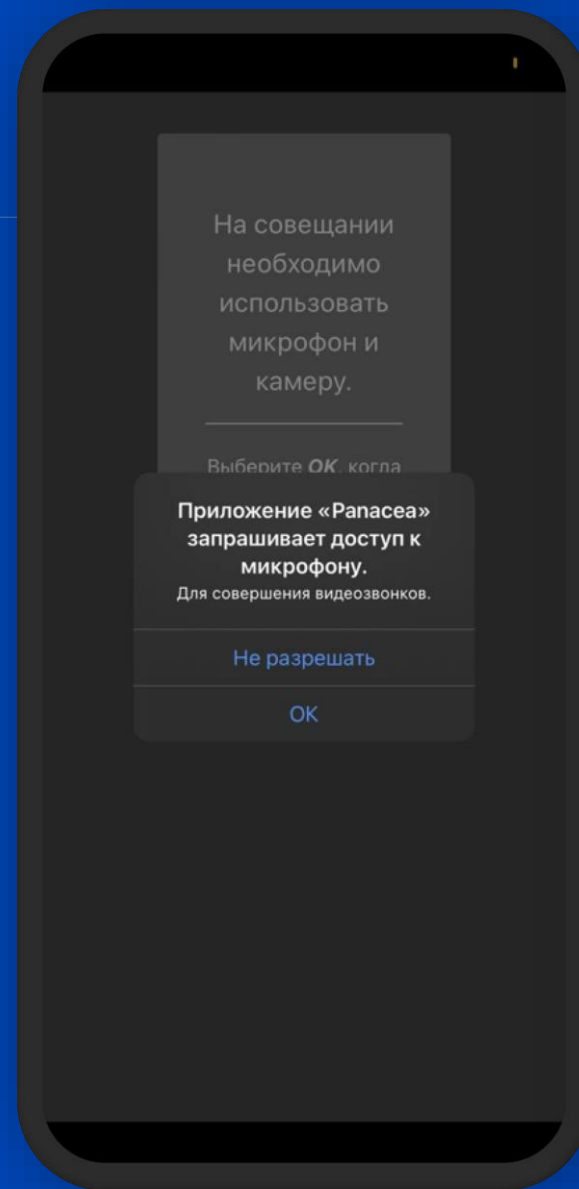 На совещании
необходимо
использовать
микрофон и
камеру.
Выберите OK, когда
Приложение «Panacea»
запрашивает доступ к
микрофону.
Для совершения видеозвонков.
Не разрешать
OK